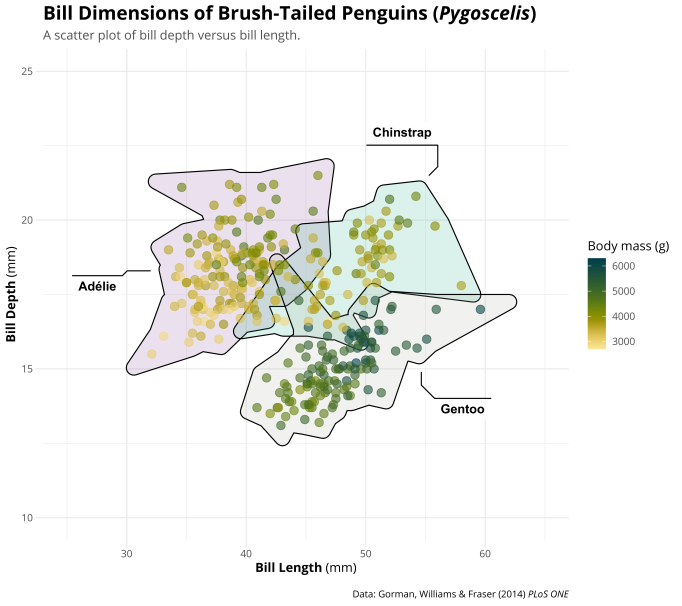 Bill Dimensions of Brush-Tailed Penguins (Pygoscelis)
A scatter plot of bill depth versus bill length.
25
20
15
10
Bill Depth (mm)
Chinstrap
Adélie
Gentoo
30
40
50
60
Bill Length (mm)
Body mass (g)
6000
5000
4000
3000
Data: Gorman, Williams & Fraser (2014) PLoS ONE